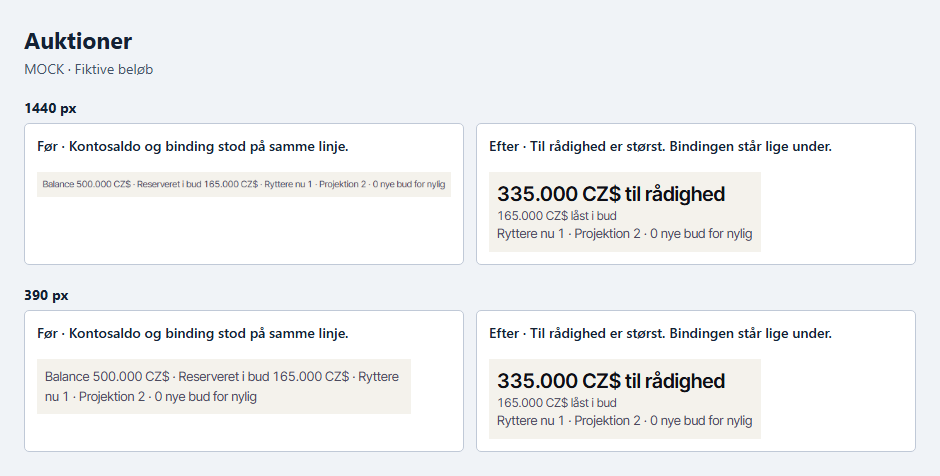 Auktioner
MOCK · Fiktive beløb
1440 px
Før · Kontosaldo og binding stod på samme linje.
Balance 500.000 CZ$ · Reserveret i bud 165.000 CZ$ · Ryttere nu 1 · Projektion 2 · 0 nye bud for nylig
Efter · Til rådighed er størst. Bindingen står lige under.
335.000 CZ$ til rådighed
165.000 CZ$ låst i bud
Ryttere nu 1 · Projektion 2 · 0 nye bud for nylig
390 px
Før · Kontosaldo og binding stod på samme linje.
Balance 500.000 CZ$ · Reserveret i bud 165.000 CZ$ · Ryttere
nu 1 · Projektion 2 · 0 nye bud for nylig
Efter · Til rådighed er størst. Bindingen står lige under.
335.000 CZ$ til rådighed
165.000 CZ$ låst i bud
Ryttere nu 1 · Projektion 2 · 0 nye bud for nylig